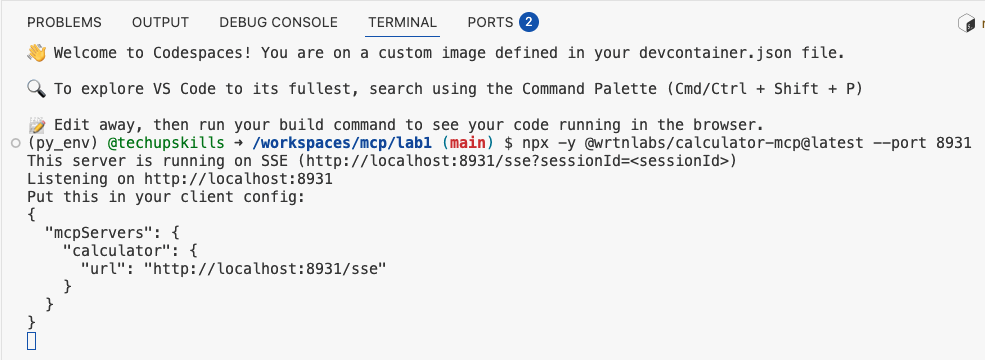 PROBLEMS OUTPUT DEBUG CONSOLE TERMINAL PORTS 2
👋 Welcome to Codespaces! You are on a custom image defined in your devcontainer.json file.
🔍 To explore VS Code to its fullest, search using the Command Palette (Cmd/Ctrl + Shift + P)
📝 Edit away, then run your build command to see your code running in the browser.
(py_env) @techupskills ➜ /workspaces/mcp/lab1 (main) $ npx -y @wrtnlabs/calculator-mcp@latest --port 8931
This server is running on SSE (http://localhost:8931/sse?sessionId=<sessionId>)
Listening on http://localhost:8931
Put this in your client config:
{
  "mcpServers": {
    "calculator": {
      "url": "http://localhost:8931/sse"
    }
  }
}